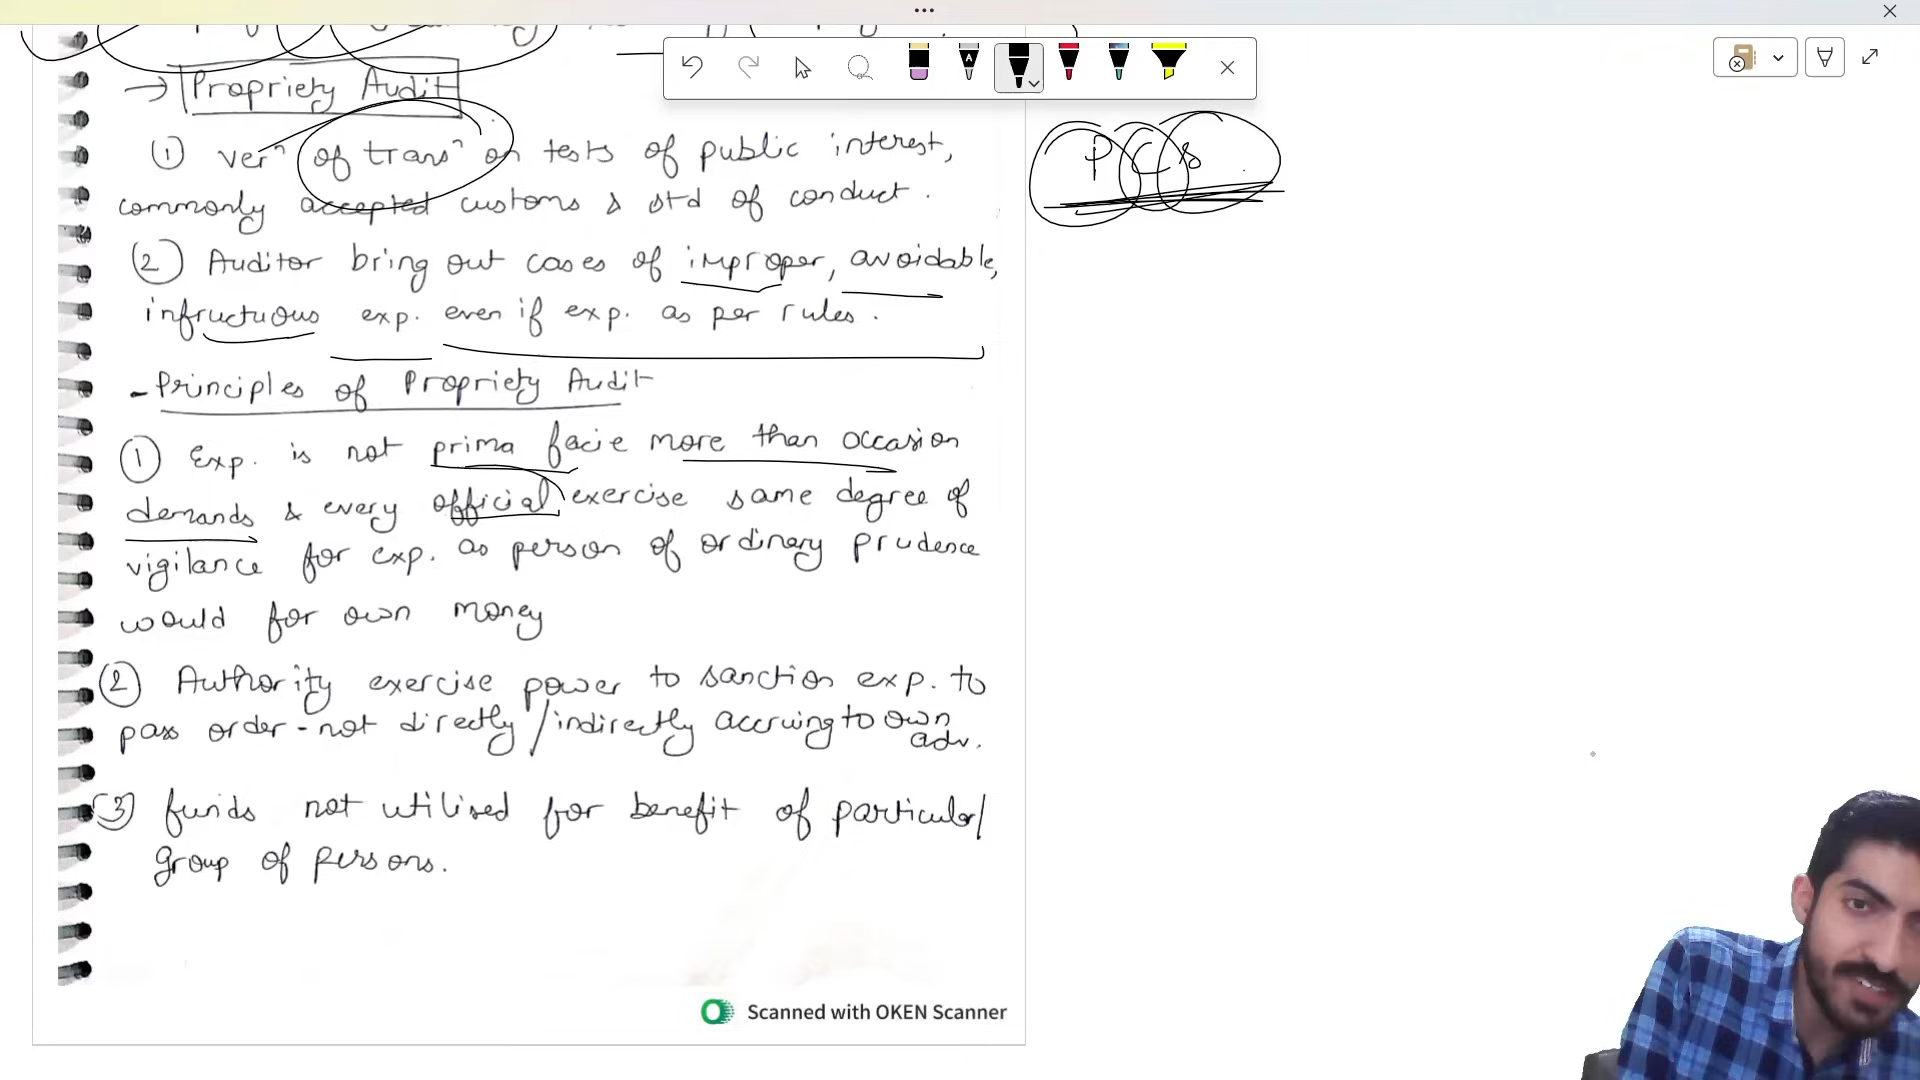 → Propriety Audit
① verⁿ of transⁿ on tests of public interest,
commonly accepted customs & std of conduct.
② Auditor bring out cases of improper, avoidable,
infructuous exp. even if exp. as per rules.
- Principles of Propriety Audit
① Exp. is not prima facie more than occasion
demands & every official exercise same degree of
vigilance for exp. as person of ordinary prudence
would for own money
② Authority exercise power to sanction exp. to
pass order - not directly / indirectly accruing to own
adv.
③ funds not utilised for benefit of particular/
group of persons.
Scanned with OKEN Scanner
P C S